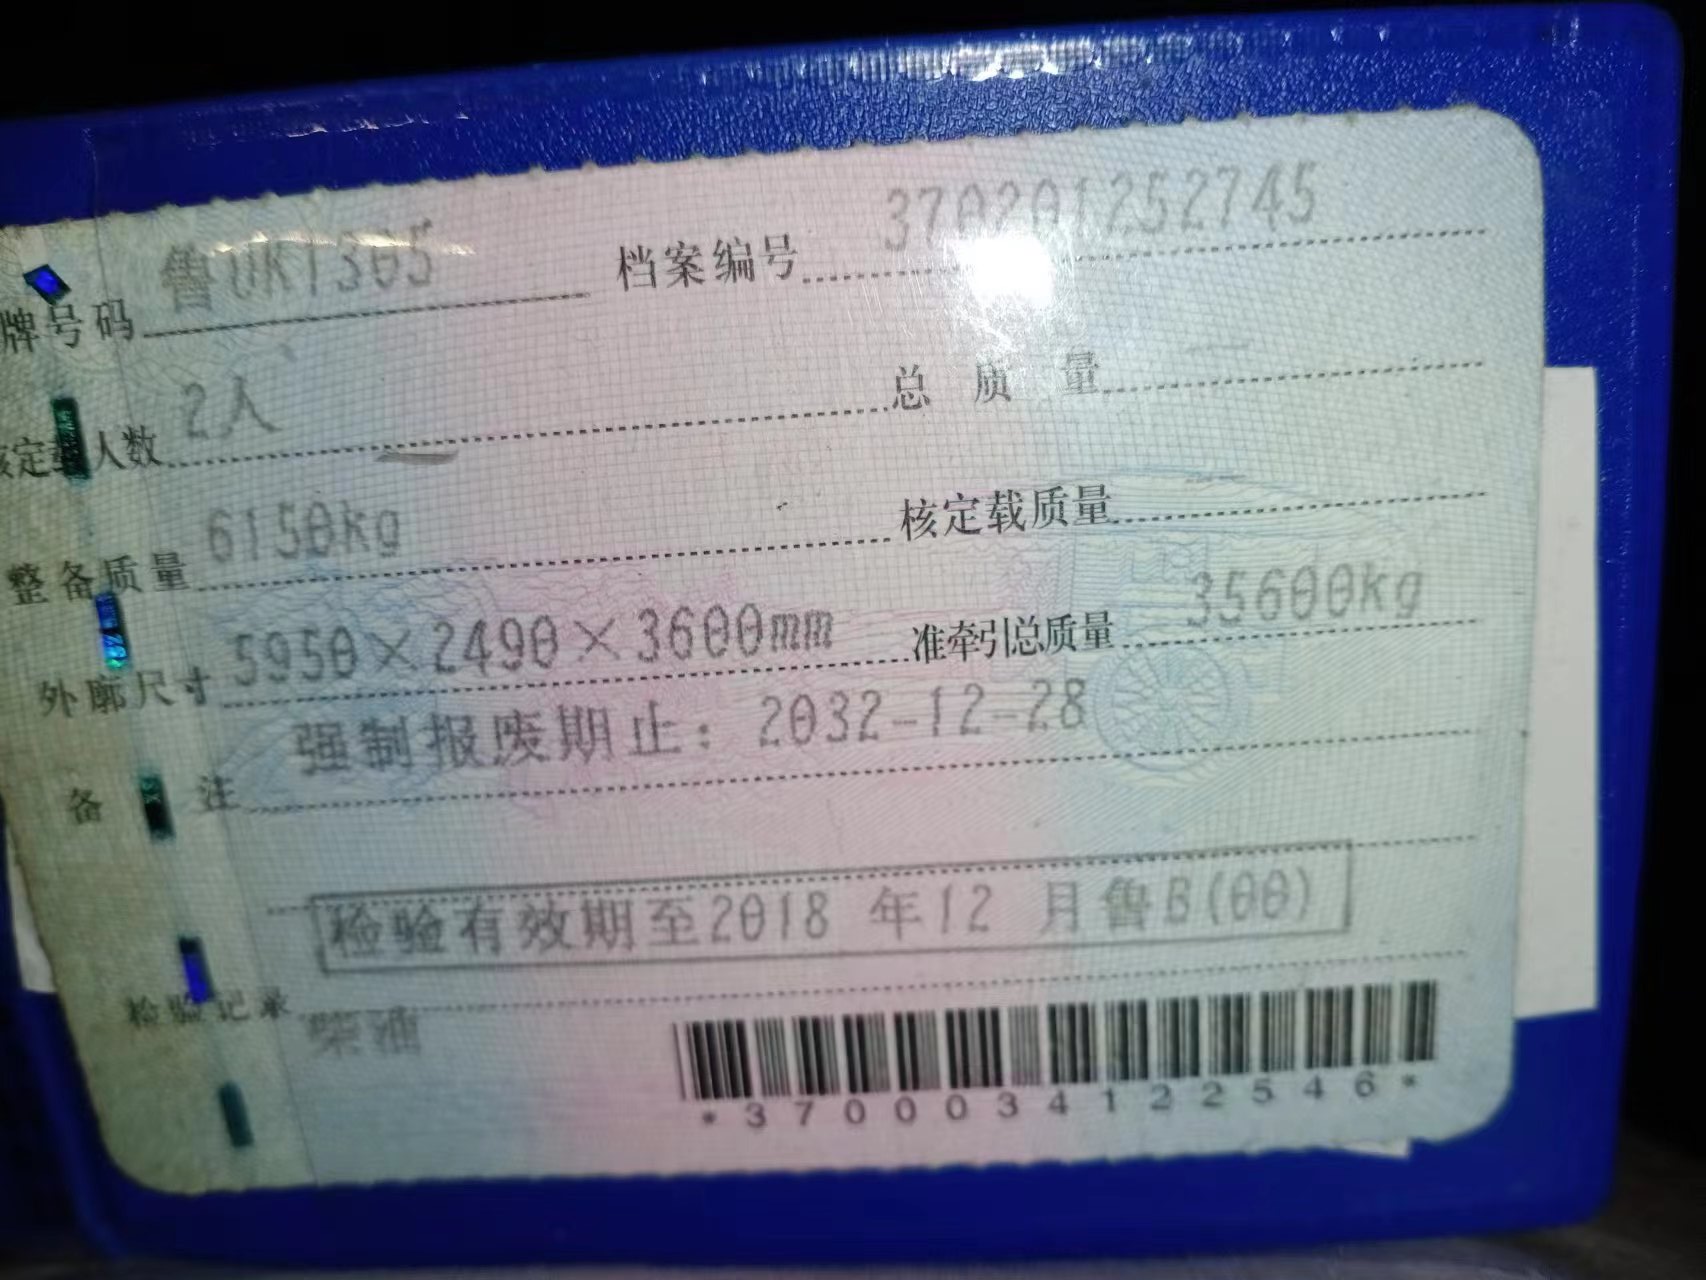 牌号码 鲁UK1365 档案编号 370201252745
核定载人数 2人 总质量 --
整备质量 6150kg 核定载质量 --
外廓尺寸 5950×2490×3600mm 准牵引总质量 35600kg
备注 强制报废期止：2032-12-28
检验有效期至2018 年12 月鲁B(00)
检验记录
柴油
*3700034122546*